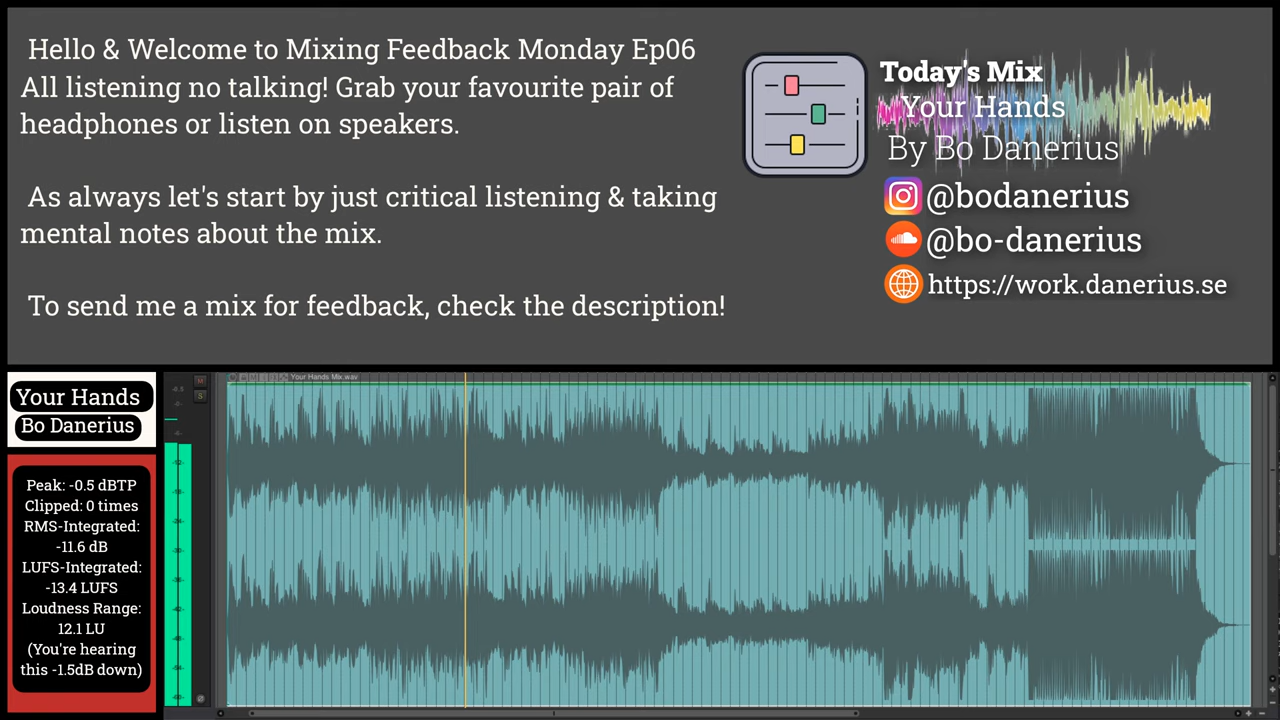 Hello & Welcome to Mixing Feedback Monday Ep06
All listening no talking! Grab your favourite pair of
headphones or listen on speakers.
As always let's start by just critical listening & taking
mental notes about the mix.
To send me a mix for feedback, check the description!
Today's Mix
Your Hands
By Bo Danerius
@bodanerius
@bo-danerius
https://work.danerius.se
Your Hands
Bo Danerius
Peak: -0.5 dBTP
Clipped: 0 times
RMS-Integrated:
-11.6 dB
LUFS-Integrated:
-13.4 LUFS
Loudness Range:
12.1 LU
(You're hearing
this -1.5dB down)
-0.5
M
S
Your Hands Mix.wav